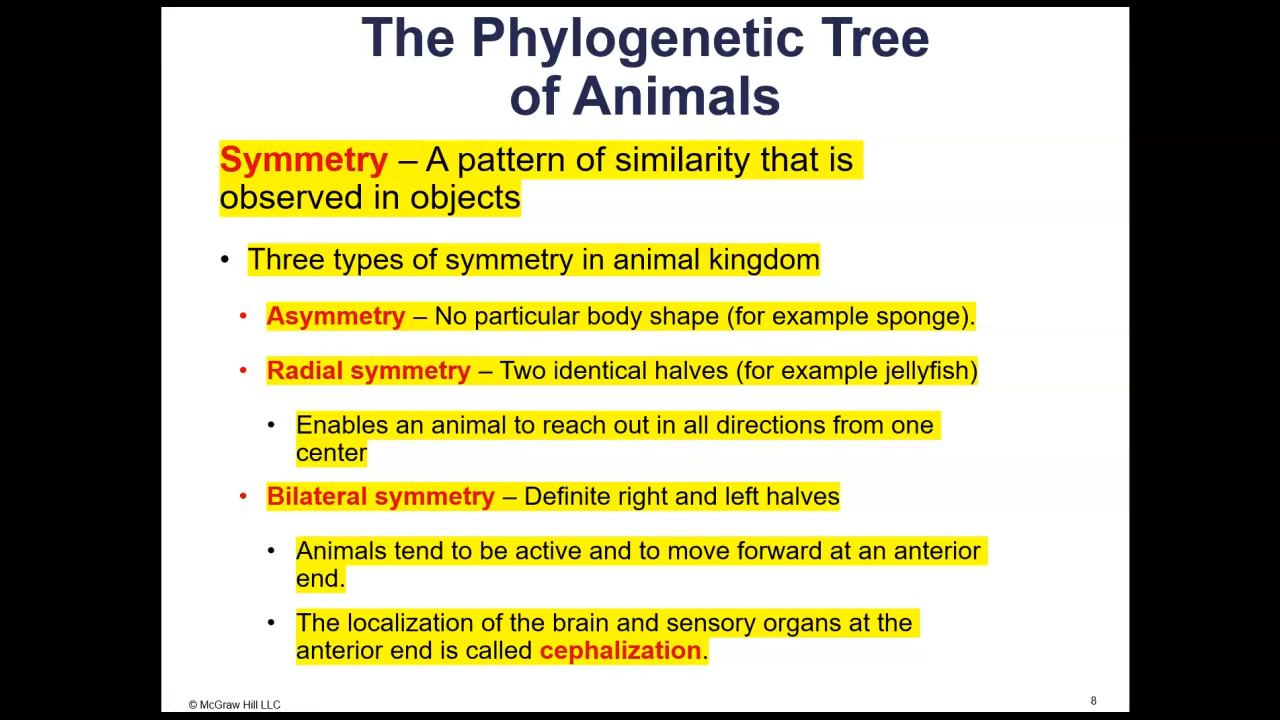 The Phylogenetic Tree
of Animals
Symmetry – A pattern of similarity that is
observed in objects
• Three types of symmetry in animal kingdom
• Asymmetry – No particular body shape (for example sponge).
• Radial symmetry – Two identical halves (for example jellyfish)
• Enables an animal to reach out in all directions from one
center
• Bilateral symmetry – Definite right and left halves
• Animals tend to be active and to move forward at an anterior
end.
• The localization of the brain and sensory organs at the
anterior end is called cephalization.
© McGraw Hill LLC
8